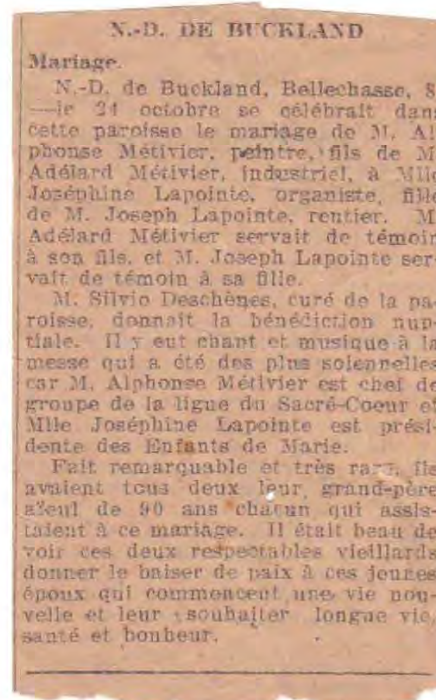 N.-D. DE BUCKLAND
Mariage.
N.-D. de Buckland, Bellechasse, 8
—le 24 octobre se célébrait dans
cette paroisse le mariage de M. Al
phonse Métivier, peintre, fils de M
Adélard Métivier, industriel, à Mlle
Joséphine Lapointe, organiste, fille
de M. Joseph Lapointe, rentier. M
Adélard Métivier servait de témoin
à son fils, et M. Joseph Lapointe ser-
vait de témoin à sa fille.
M. Silvio Deschênes, curé de la pa-
roisse, donnait la bénédiction nup-
tiale. Il y eut chant et musique à la
messe qui a été des plus solennelles
car M. Alphonse Métivier est chef de
groupe de la ligue du Sacré-Coeur et
Mlle Joséphine Lapointe est prési-
dente des Enfants de Marie.
Fait remarquable et très rare, ils
avaient tous deux leur grand-père
aïeul de 90 ans chacun qui assis-
taient à ce mariage. Il était beau de
voir ces deux respectables vieillards
donner le baiser de paix à ces jeunes
époux qui commencent une vie nou-
velle et leur souhaiter longue vie,
santé et bonheur.